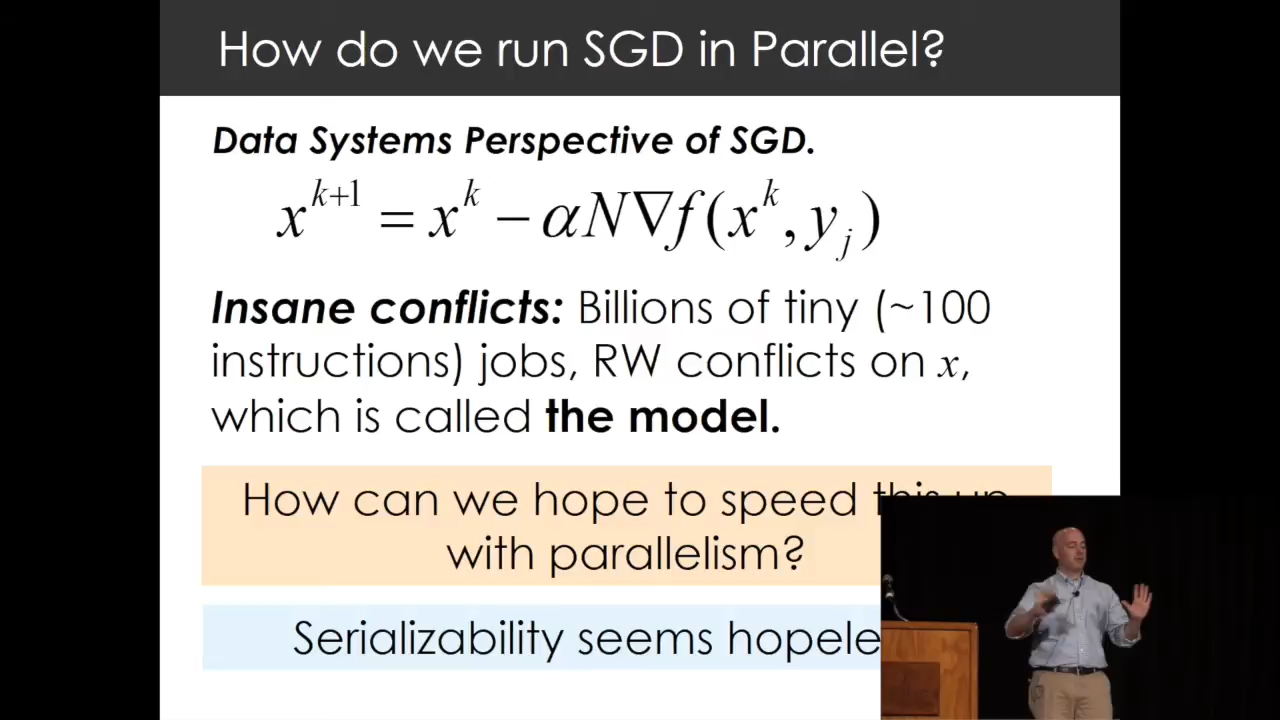 How do we run SGD in Parallel?
Data Systems Perspective of SGD.
x^{k+1} = x^k − αN∇f(x^k, y_j)
Insane conflicts: Billions of tiny (~100
instructions) jobs, RW conflicts on x,
which is called the model.
How can we hope to speed this up
with parallelism?
Serializability seems